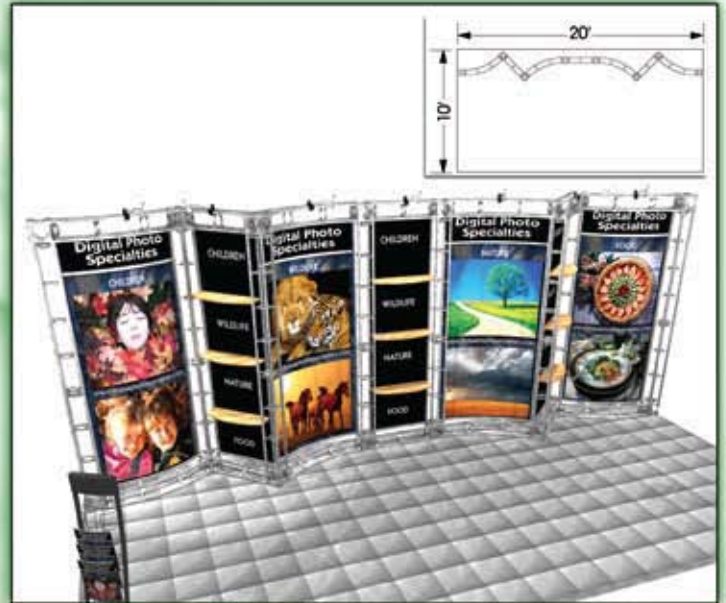 20'
10'
Digital Photo
Specialties
CHILDREN
CHILDREN
WILDLIFE
NATURE
FOOD
Digital Photo
Specialties
WILDLIFE
CHILDREN
WILDLIFE
NATURE
FOOD
Digital Photo
Specialties
NATURE
Digital Photo
Specialties
FOOD